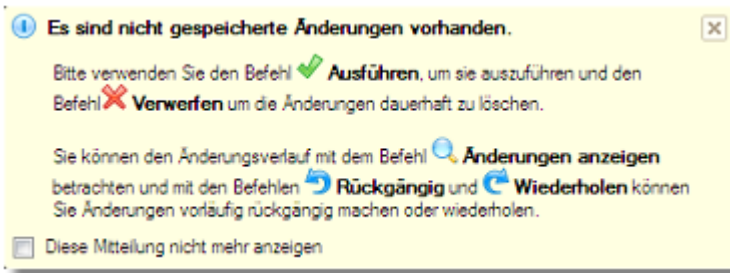 Es sind nicht gespeicherte Änderungen vorhanden.
Bitte verwenden Sie den Befehl Ausführen, um sie auszuführen und den
Befehl Verwerfen um die Änderungen dauerhaft zu löschen.
Sie können den Änderungsverlauf mit dem Befehl Änderungen anzeigen
betrachten und mit den Befehlen Rückgängig und Wiederholen können
Sie Änderungen vorläufig rückgängig machen oder wiederholen.
Diese Mitteilung nicht mehr anzeigen